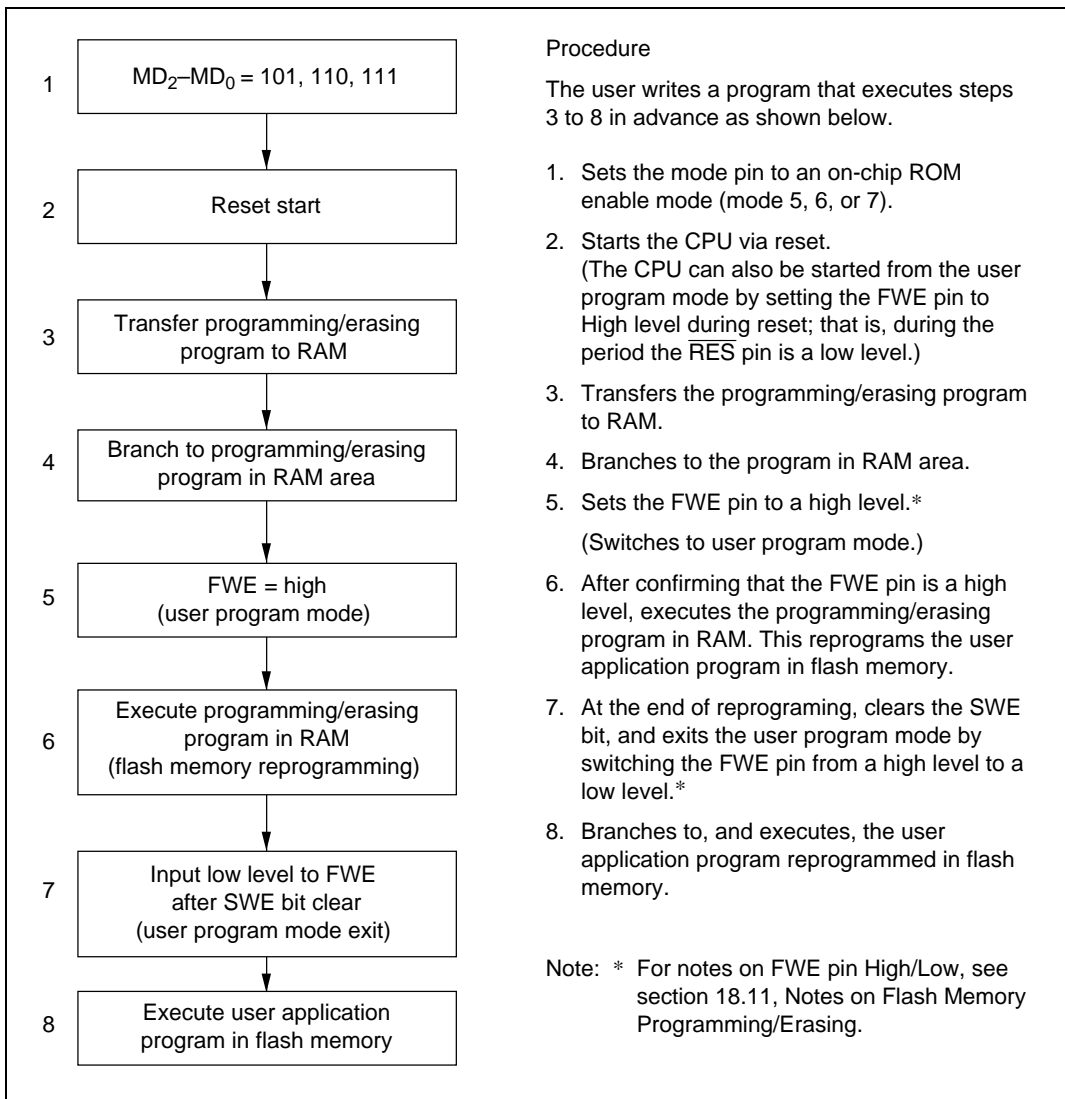 1
MD2–MD0 = 101, 110, 111
2
Reset start
3
Transfer programming/erasing
program to RAM
4
Branch to programming/erasing
program in RAM area
5
FWE = high
(user program mode)
6
Execute programming/erasing
program in RAM
(flash memory reprogramming)
7
Input low level to FWE
after SWE bit clear
(user program mode exit)
8
Execute user application
program in flash memory
Procedure
The user writes a program that executes steps
3 to 8 in advance as shown below.
1. Sets the mode pin to an on-chip ROM
enable mode (mode 5, 6, or 7).
2. Starts the CPU via reset.
(The CPU can also be started from the user
program mode by setting the FWE pin to
High level during reset; that is, during the
period the RES pin is a low level.)
3. Transfers the programming/erasing program
to RAM.
4. Branches to the program in RAM area.
5. Sets the FWE pin to a high level.*
(Switches to user program mode.)
6. After confirming that the FWE pin is a high
level, executes the programming/erasing
program in RAM. This reprograms the user
application program in flash memory.
7. At the end of reprograming, clears the SWE
bit, and exits the user program mode by
switching the FWE pin from a high level to a
low level.*
8. Branches to, and executes, the user
application program reprogrammed in flash
memory.
Note: * For notes on FWE pin High/Low, see
section 18.11, Notes on Flash Memory
Programming/Erasing.